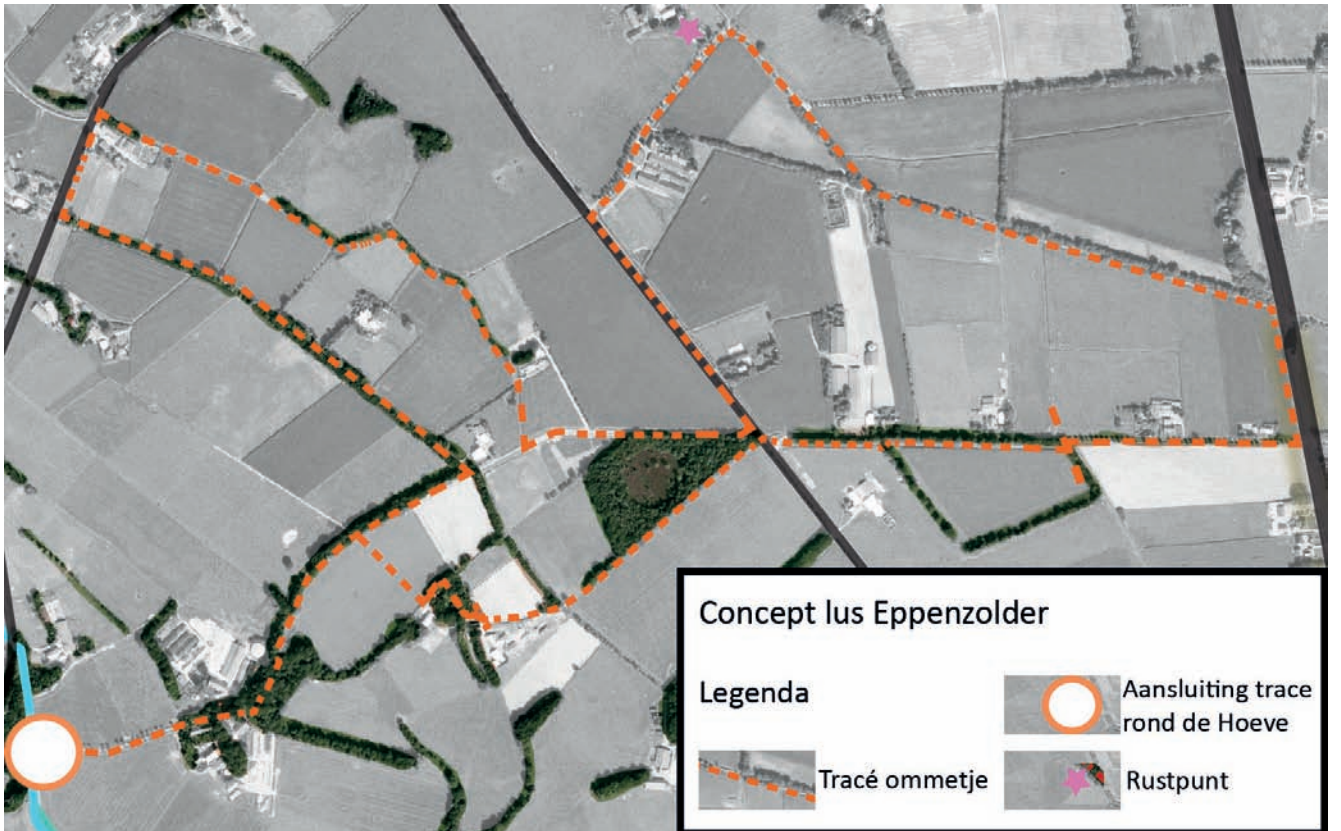 Concept lus Eppenzolder
Legenda
Aansluiting trace
rond de Hoeve
Tracé ommetje
Rustpunt